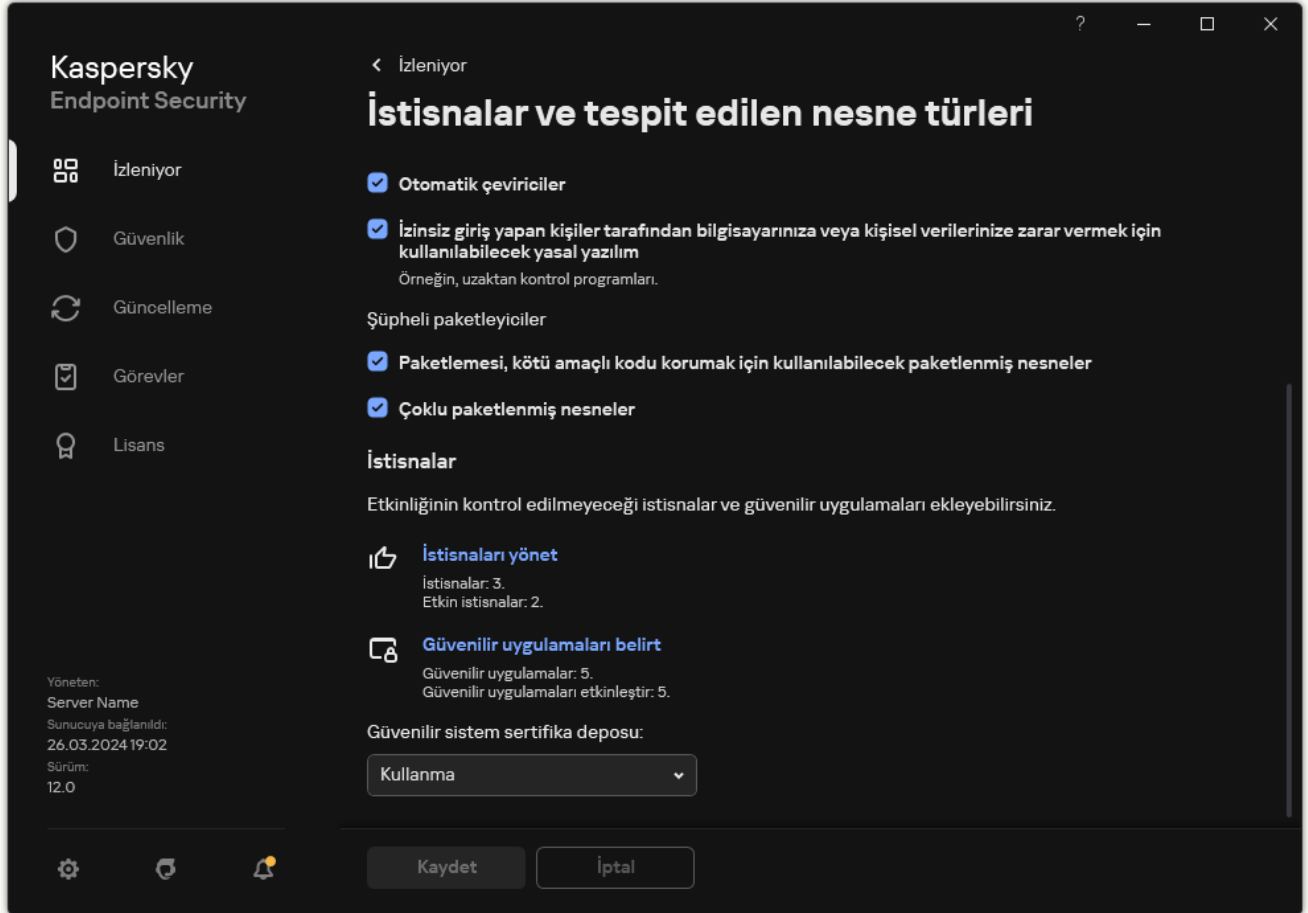 ?
Kaspersky
Endpoint Security
İzleniyor
Güvenlik
Güncelleme
Görevler
Lisans
Yöneten:
Server Name
Sunucuya bağlanıldı:
26.03.2024 19:02
Sürüm:
12.0
İzleniyor
İstisnalar ve tespit edilen nesne türleri
Otomatik çeviriciler
İzinsiz giriş yapan kişiler tarafından bilgisayarınıza veya kişisel verilerinize zarar vermek için
kullanılabilecek yasal yazılım
Örneğin, uzaktan kontrol programları.
Şüpheli paketleyiciler
Paketlemesi, kötü amaçlı kodu korumak için kullanılabilecek paketlenmiş nesneler
Çoklu paketlenmiş nesneler
İstisnalar
Etkinliğinin kontrol edilmeyeceği istisnalar ve güvenilir uygulamaları ekleyebilirsiniz.
İstisnaları yönet
İstisnalar: 3.
Etkin istisnalar: 2.
Güvenilir uygulamaları belirt
Güvenilir uygulamalar: 5.
Güvenilir uygulamaları etkinleştir: 5.
Güvenilir sistem sertifika deposu:
Kullanma
Kaydet
İptal